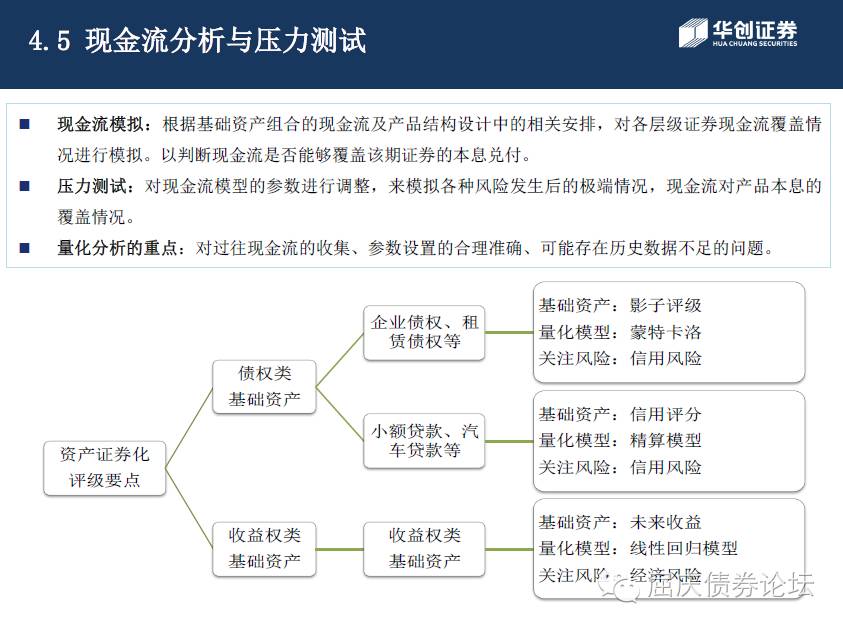 4.5 现金流分析与压力测试
华创证券
HUA CHUANG SECURITIES
现金流模拟：根据基础资产组合的现金流及产品结构设计中的相关安排，对各层级证券现金流覆盖情
况进行模拟。以判断现金流是否能够覆盖该期证券的本息兑付。
压力测试：对现金流模型的参数进行调整，来模拟各种风险发生后的极端情况，现金流对产品本息的
覆盖情况。
量化分析的重点：对过往现金流的收集、参数设置的合理准确、可能存在历史数据不足的问题。
资产证券化
评级要点
债权类
基础资产
企业债权、租
赁债权等
基础资产：影子评级
量化模型：蒙特卡洛
关注风险：信用风险
小额贷款、汽
车贷款等
基础资产：信用评分
量化模型：精算模型
关注风险：信用风险
收益权类
基础资产
收益权类
基础资产
基础资产：未来收益
量化模型：线性回归模型
关注风险：经济风险
屈庆债券论坛